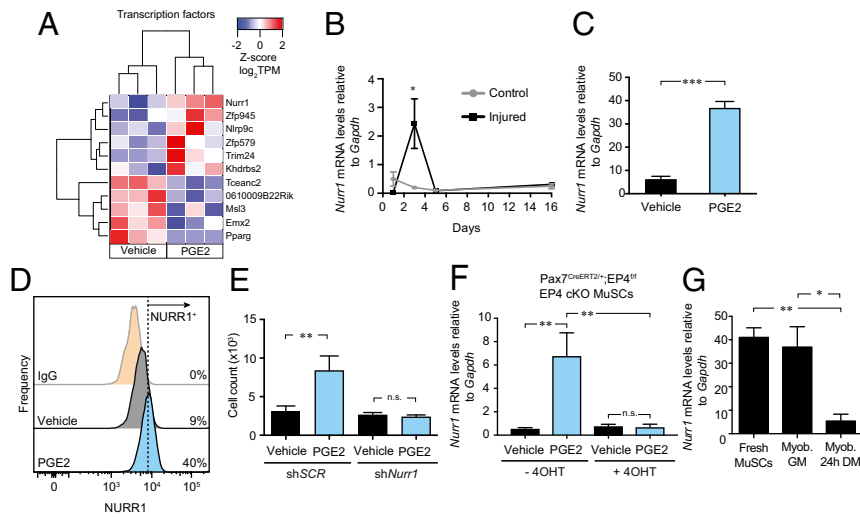 A
Transcription factors
-2 0 2
Z-score
log2TPM
Nurr1
Zfp945
Nlrp9c
Zfp579
Trim24
Khdrbs2
Tceanc2
0610009B22Rik
Msl3
Emx2
Pparg
Vehicle PGE2
B
Nurr1 mRNA levels relative
to Gapdh
4
3
2
1
0
*
Control
Injured
0 2 4 6 8 10 12 14 16
Days
C
Nurr1 mRNA levels relative
to Gapdh
50
40
30
20
10
0
***
Vehicle PGE2
D
Frequency
NURR1+
IgG 0%
Vehicle 9%
PGE2 40%
0 10³ 10⁴ 10⁵
NURR1
E
Cell count (x10³)
15
10
5
0
**
n.s.
Vehicle PGE2 Vehicle PGE2
shSCR shNurr1
F
Pax7CreERT2/+;EP4f/f
EP4 cKO MuSCs
Nurr1 mRNA levels relative
to Gapdh
10
8
6
4
2
0
**
**
n.s.
Vehicle PGE2 Vehicle PGE2
- 4OHT + 4OHT
G
Nurr1 mRNA levels relative
to Gapdh
50
40
30
20
10
0
*
**
Fresh Myob. Myob.
MuSCs GM 24h DM